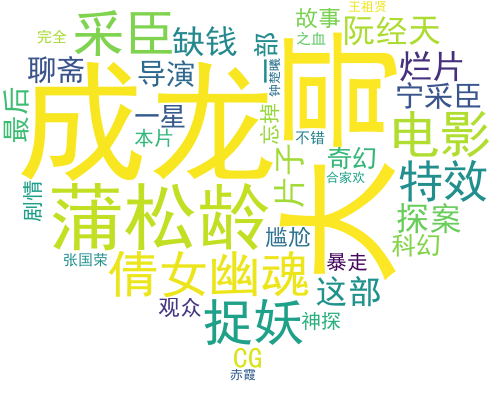 王祖贤
完全
采臣
缺钱
一部
故事
之血
阮经天
聊斋
导演
成龙
大哥
钟楚曦
烂片
宁采臣
最后
一星
本片
忘掉
不错
电影
片子
奇幻
合家欢
特效
蒲松龄
剧情
探案
科幻
尴尬
张国荣
倩女幽魂
暴走
这部
观众
捉妖
神探
CG
赤霞